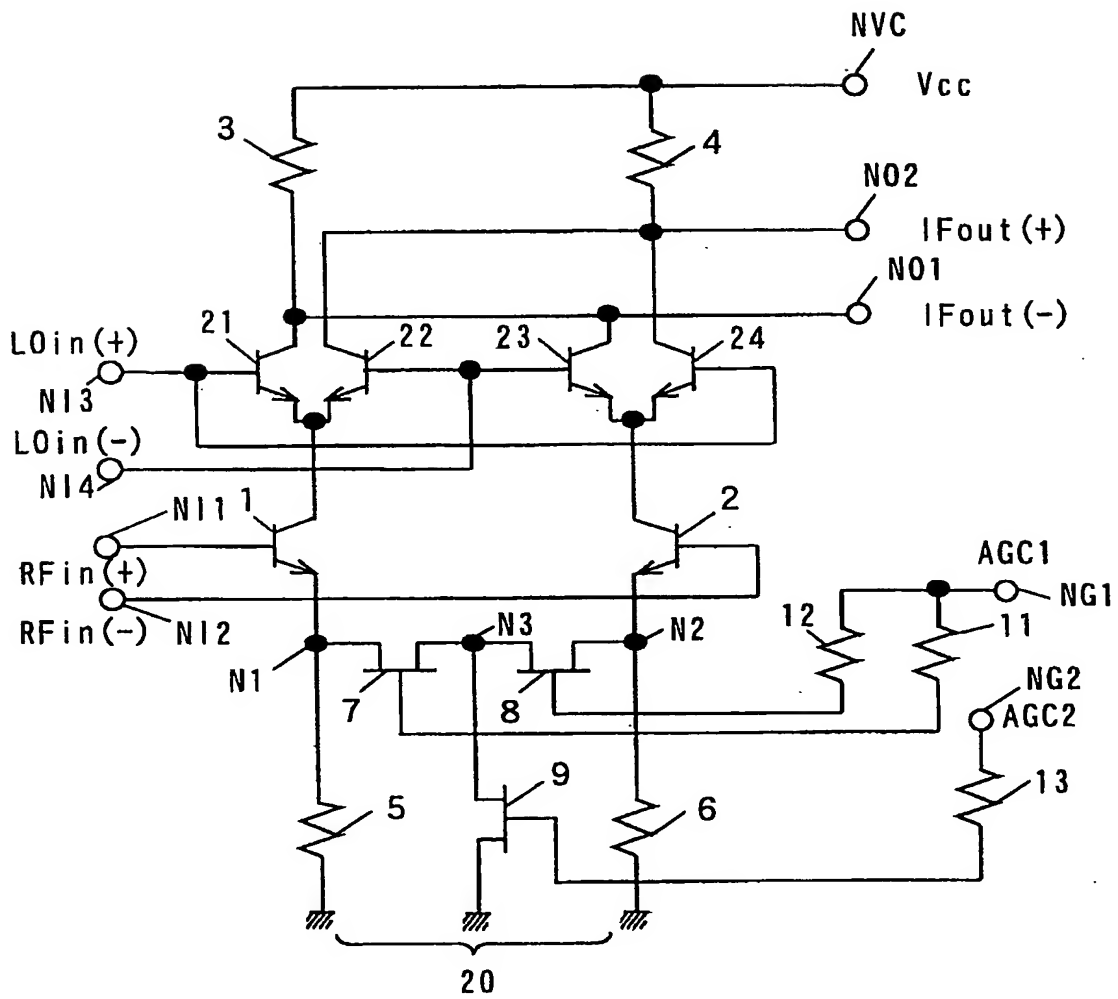 NVC
Vcc
3
4
NO2
IFout(+)
NO1
IFout(-)
21
22
23
24
LOin(+)
NI3
LOin(-)
NI4
1
NI1
2
RFin(+)
RFin(-)
NI2
AGC1
NG1
N1
N3
N2
12
11
7
8
NG2
AGC2
9
13
5
6
20